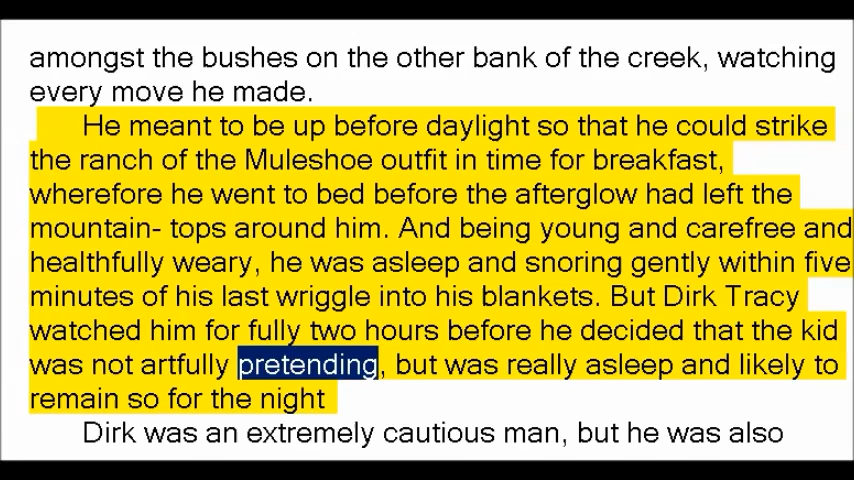 amongst the bushes on the other bank of the creek, watching
every move he made.
He meant to be up before daylight so that he could strike
the ranch of the Muleshoe outfit in time for breakfast,
wherefore he went to bed before the afterglow had left the
mountain- tops around him. And being young and carefree and
healthfully weary, he was asleep and snoring gently within five
minutes of his last wriggle into his blankets. But Dirk Tracy
watched him for fully two hours before he decided that the kid
was not artfully pretending, but was really asleep and likely to
remain so for the night
Dirk was an extremely cautious man, but he was also